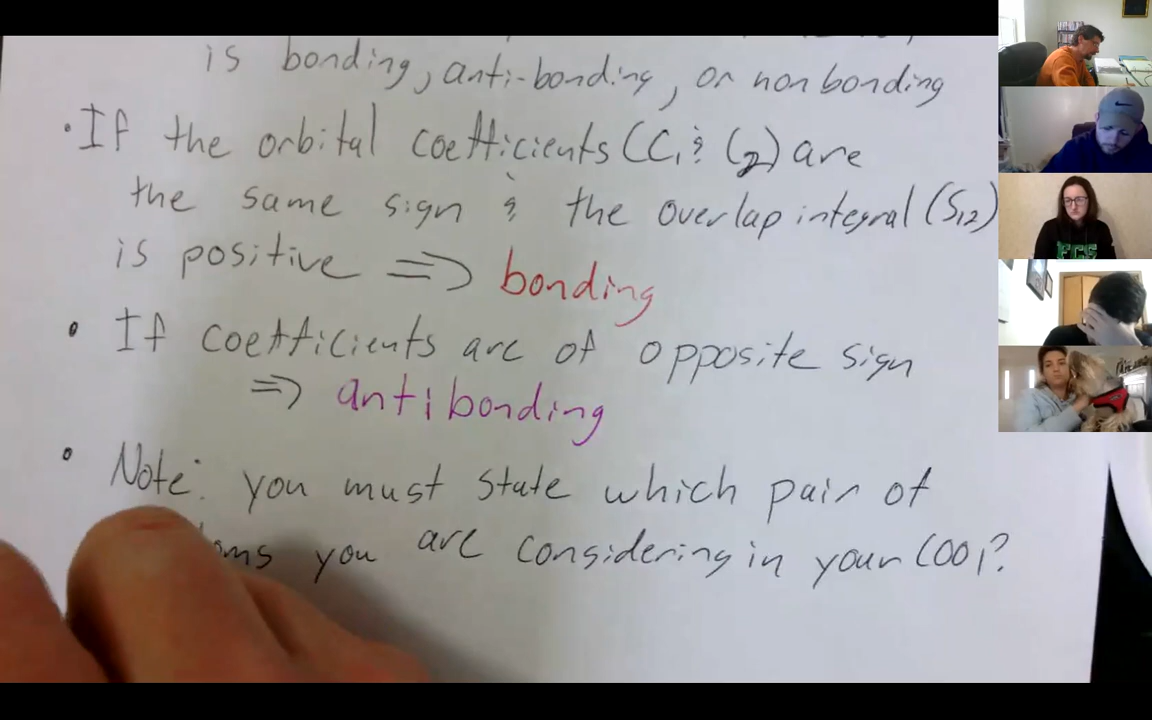 is bonding, anti-bonding, or nonbonding
• If the orbital coefficients (C₁ & C₂) are
the same sign & the overlap integral (S₁₂)
is positive => bonding
• If coefficients are of opposite sign
=> antibonding
• Note: you must state which pair of
you are considering in your COOP?